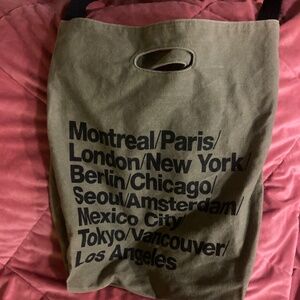 Montreal/Paris/
London/New York/
Berlin/Chicago/
Seoul/Amsterdam/
Mexico City/
Tokyo/Vancouver/
Los Angeles